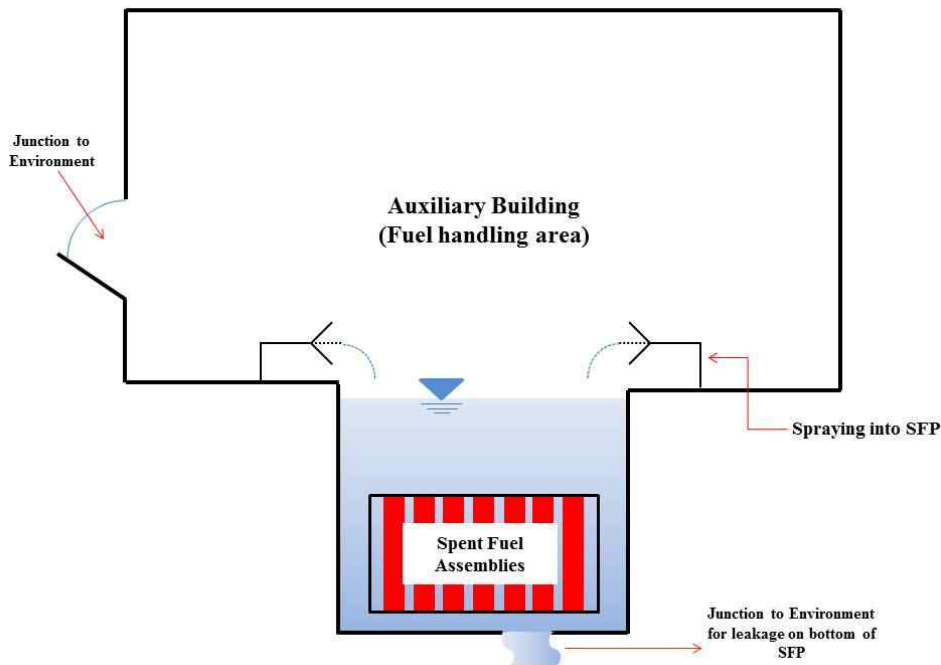 Junction to
Environment
Auxiliary Building
(Fuel handling area)
Spraying into SFP
Spent Fuel
Assemblies
Junction to Environment
for leakage on bottom of
SFP